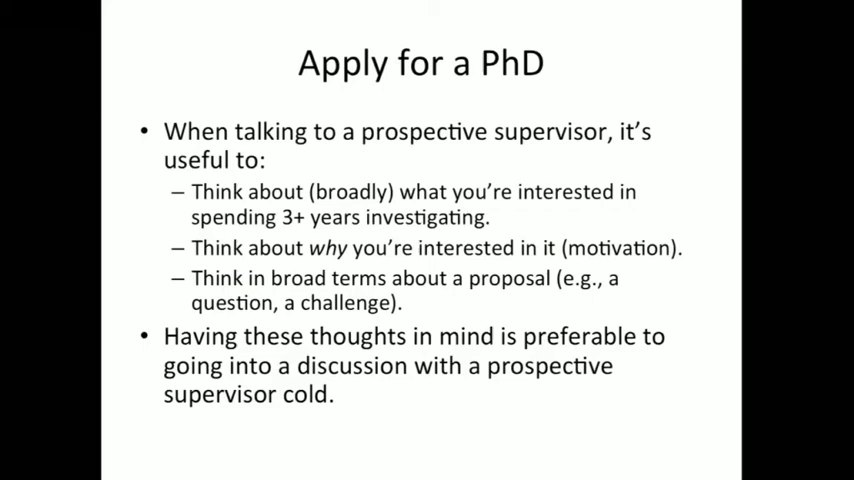 Apply for a PhD
• When talking to a prospective supervisor, it's
useful to:
– Think about (broadly) what you're interested in
spending 3+ years investigating.
– Think about why you're interested in it (motivation).
– Think in broad terms about a proposal (e.g., a
question, a challenge).
• Having these thoughts in mind is preferable to
going into a discussion with a prospective
supervisor cold.